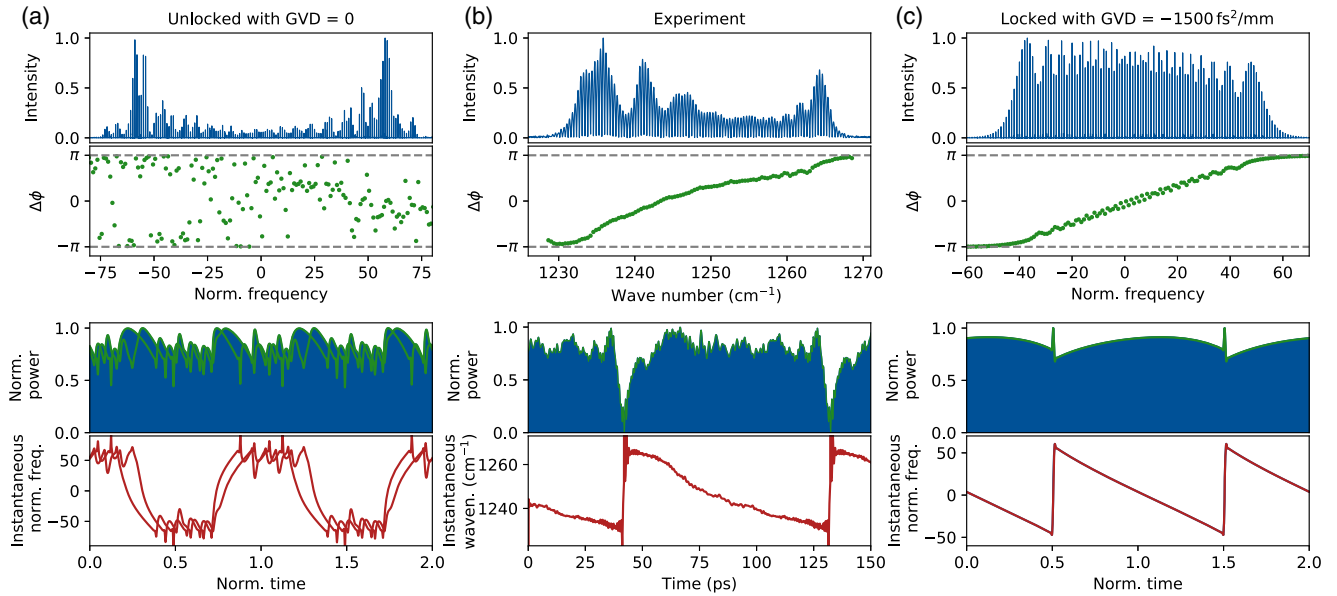 (a) Unlocked with GVD = 0
Intensity
1.0
0.5
0.0
Δϕ
π
0
−π
−75 −50 −25 0 25 50 75
Norm. frequency
Norm.
power
1.0
0.5
0.0
Instantaneous
norm. freq.
50
0
−50
0.0 0.5 1.0 1.5 2.0
Norm. time
(b) Experiment
Intensity
1.0
0.5
0.0
Δϕ
π
0
−π
1230 1240 1250 1260 1270
Wave number (cm⁻¹)
Norm.
power
1.0
0.5
0.0
Instantaneous
waven. (cm⁻¹)
1260
1240
0 25 50 75 100 125 150
Time (ps)
(c) Locked with GVD = −1500 fs²/mm
Intensity
1.0
0.5
0.0
Δϕ
π
0
−π
−60 −40 −20 0 20 40 60
Norm. frequency
Norm.
power
1.0
0.5
0.0
Instantaneous
norm. freq.
50
0
−50
0.0 0.5 1.0 1.5 2.0
Norm. time